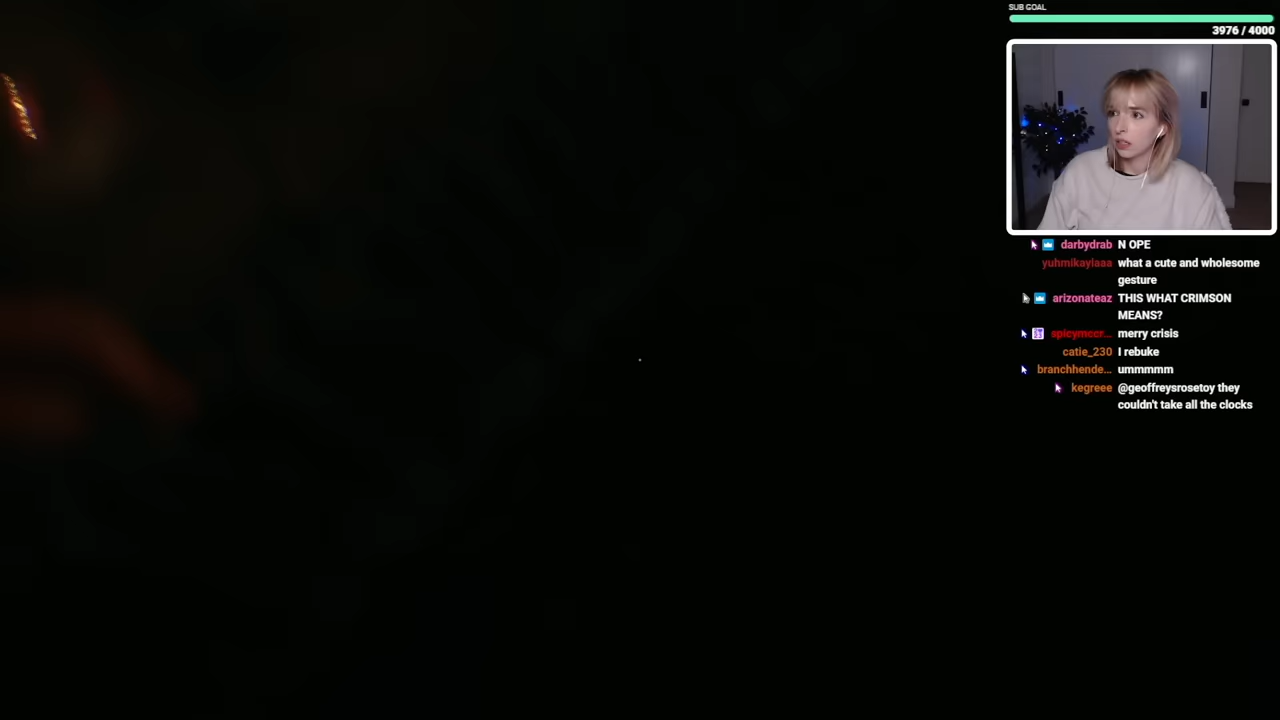 SUB GOAL
3976 / 4000
darbydrab N OPE
yuhmikaylaaa what a cute and wholesome
gesture
arizonateaz THIS WHAT CRIMSON
MEANS?
spicymccr... merry crisis
catie_230 I rebuke
branchhende... ummmmm
kegreee @geoffreysrosetoy they
couldn't take all the clocks